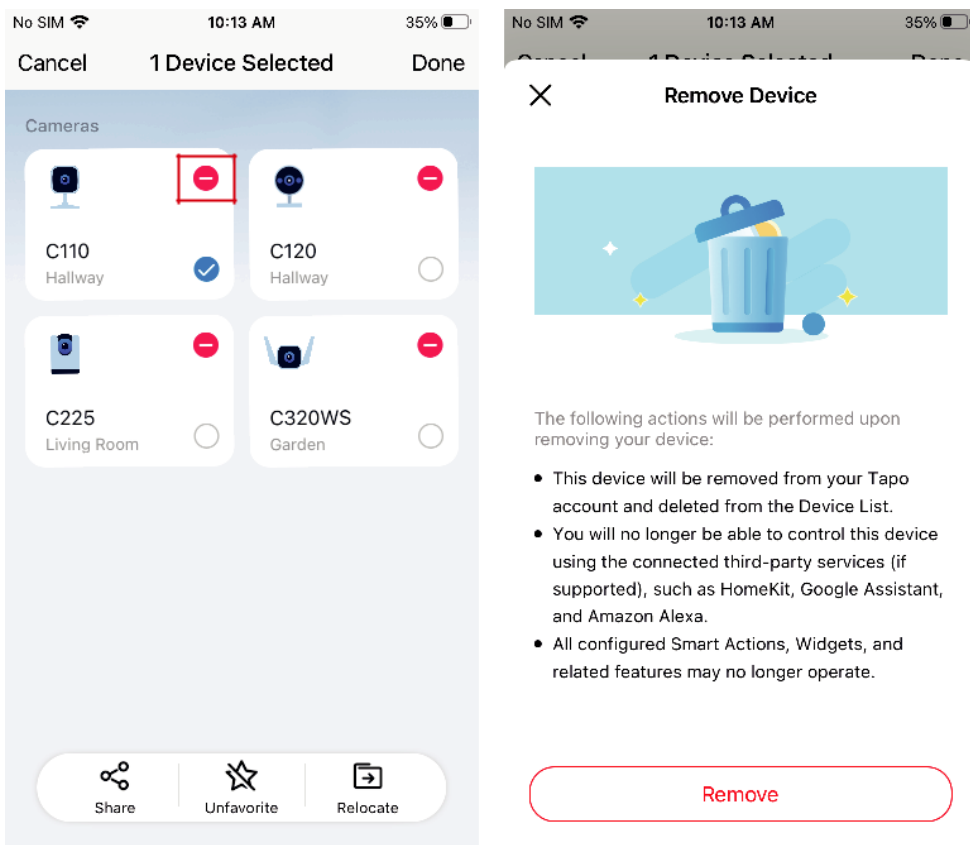 No SIM 10:13 AM 35%
Cancel 1 Device Selected Done
Cameras
C110
Hallway
C120
Hallway
C225
Living Room
C320WS
Garden
Share Unfavorite Relocate
No SIM 10:13 AM 35%
Cancel 1 Device Selected Done
Remove Device
The following actions will be performed upon
removing your device:
• This device will be removed from your Tapo
account and deleted from the Device List.
• You will no longer be able to control this device
using the connected third-party services (if
supported), such as HomeKit, Google Assistant,
and Amazon Alexa.
• All configured Smart Actions, Widgets, and
related features may no longer operate.
Remove